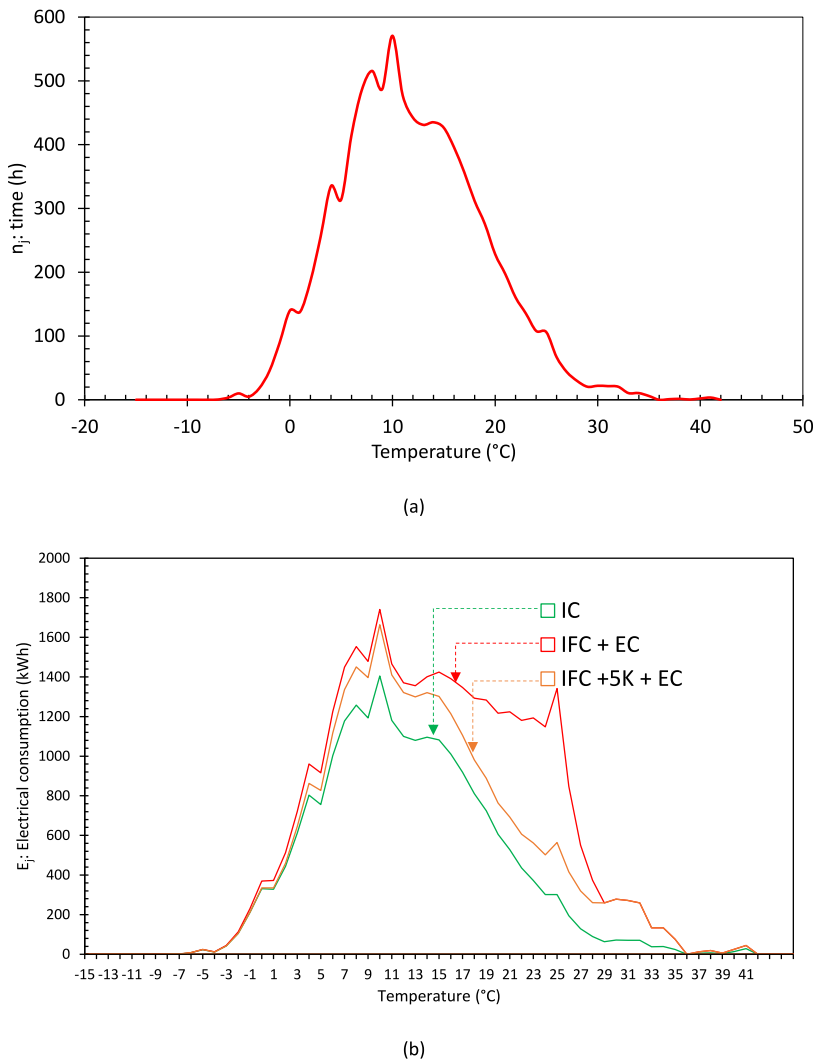 600
500
400
300
200
100
0
nj: time (h)
-20 -10 0 10 20 30 40 50
Temperature (°C)
(a)
2000
1800
1600
1400
1200
1000
800
600
400
200
0
Ej: Electrical consumption (kWh)
IC
IFC + EC
IFC +5K + EC
-15 -13 -11 -9 -7 -5 -3 -1 1 3 5 7 9 11 13 15 17 19 21 23 25 27 29 31 33 35 37 39 41
Temperature (°C)
(b)